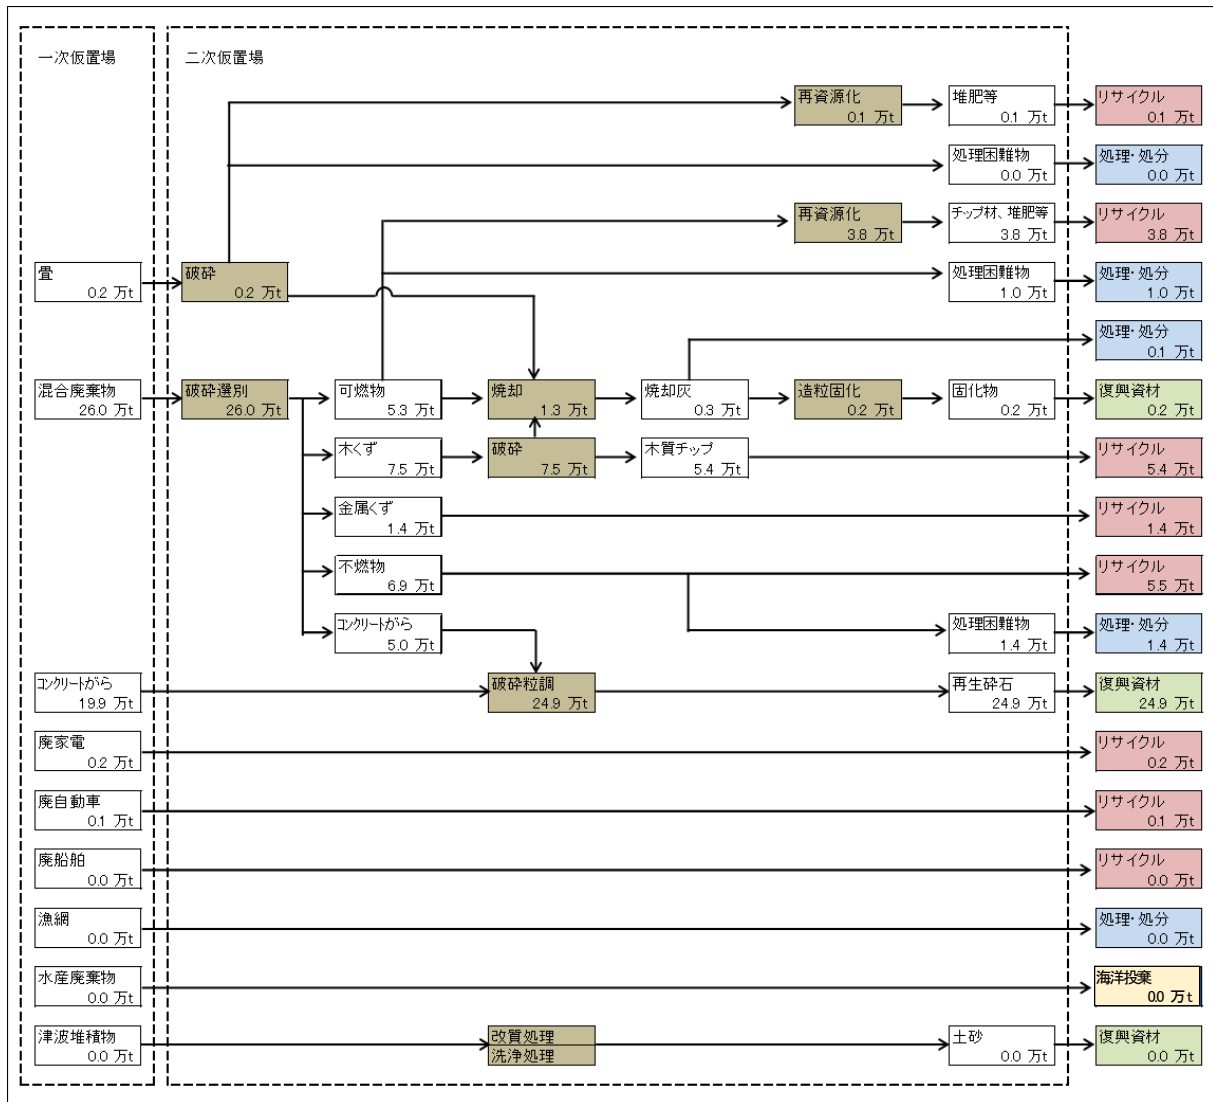 一次仮置場
二次仮置場
再資源化
0.1 万t
堆肥等
0.1 万t
リサイクル
0.1 万t
処理困難物
0.0 万t
処理・処分
0.0 万t
再資源化
3.8 万t
チップ材、堆肥等
3.8 万t
リサイクル
3.8 万t
畳
0.2 万t
破砕
0.2 万t
処理困難物
1.0 万t
処理・処分
1.0 万t
処理・処分
0.1 万t
混合廃棄物
26.0 万t
破砕選別
26.0 万t
可燃物
5.3 万t
焼却
1.3 万t
焼却灰
0.3 万t
造粒固化
0.2 万t
固化物
0.2 万t
復興資材
0.2 万t
木くず
7.5 万t
破砕
7.5 万t
木質チップ
5.4 万t
リサイクル
5.4 万t
金属くず
1.4 万t
リサイクル
1.4 万t
不燃物
6.9 万t
リサイクル
5.5 万t
コンクリートがら
5.0 万t
処理困難物
1.4 万t
処理・処分
1.4 万t
コンクリートがら
19.9 万t
破砕粒調
24.9 万t
再生砕石
24.9 万t
復興資材
24.9 万t
廃家電
0.2 万t
リサイクル
0.2 万t
廃自動車
0.1 万t
リサイクル
0.1 万t
廃船舶
0.0 万t
リサイクル
0.0 万t
漁網
0.0 万t
処理・処分
0.0 万t
水産廃棄物
0.0 万t
海洋投棄
0.0 万t
津波堆積物
0.0 万t
改質処理
洗浄処理
土砂
0.0 万t
復興資材
0.0 万t